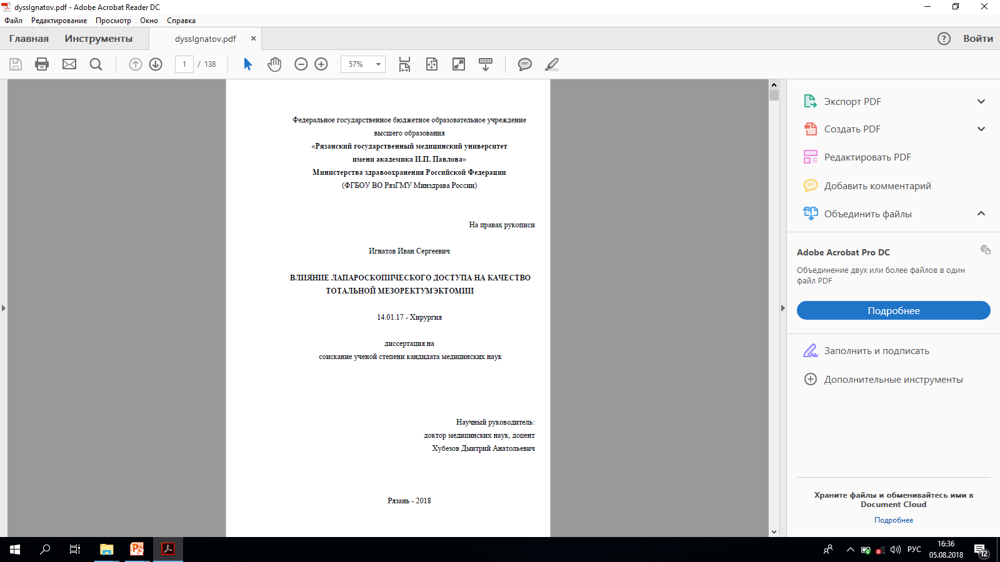 dyssIgnatov.pdf - Adobe Acrobat Reader DC
Файл Редактирование Просмотр Окно Справка
Главная Инструменты dyssIgnatov.pdf × ? Войти
1 / 138 57%
Федеральное государственное бюджетное образовательное учреждение
высшего образования
«Рязанский государственный медицинский университет
имени академика И.П. Павлова»
Министерства здравоохранения Российской Федерации
(ФГБОУ ВО РязГМУ Минздрава России)
На правах рукописи
Игнатов Иван Сергеевич
ВЛИЯНИЕ ЛАПАРОСКОПИЧЕСКОГО ДОСТУПА НА КАЧЕСТВО
ТОТАЛЬНОЙ МЕЗОРЕКТУМЭКТОМИИ
14.01.17 - Хирургия
диссертация на
соискание ученой степени кандидата медицинских наук
Научный руководитель:
доктор медицинских наук, доцент
Хубезов Дмитрий Анатольевич
Рязань - 2018
Экспорт PDF
Создать PDF
Редактировать PDF
Добавить комментарий
Объединить файлы
Adobe Acrobat Pro DC
Объединение двух или более файлов в один
файл PDF
Подробнее
Заполнить и подписать
Дополнительные инструменты
Храните файлы и обменивайтесь ими в
Document Cloud
Подробнее
РУС
16:36
05.08.2018
12